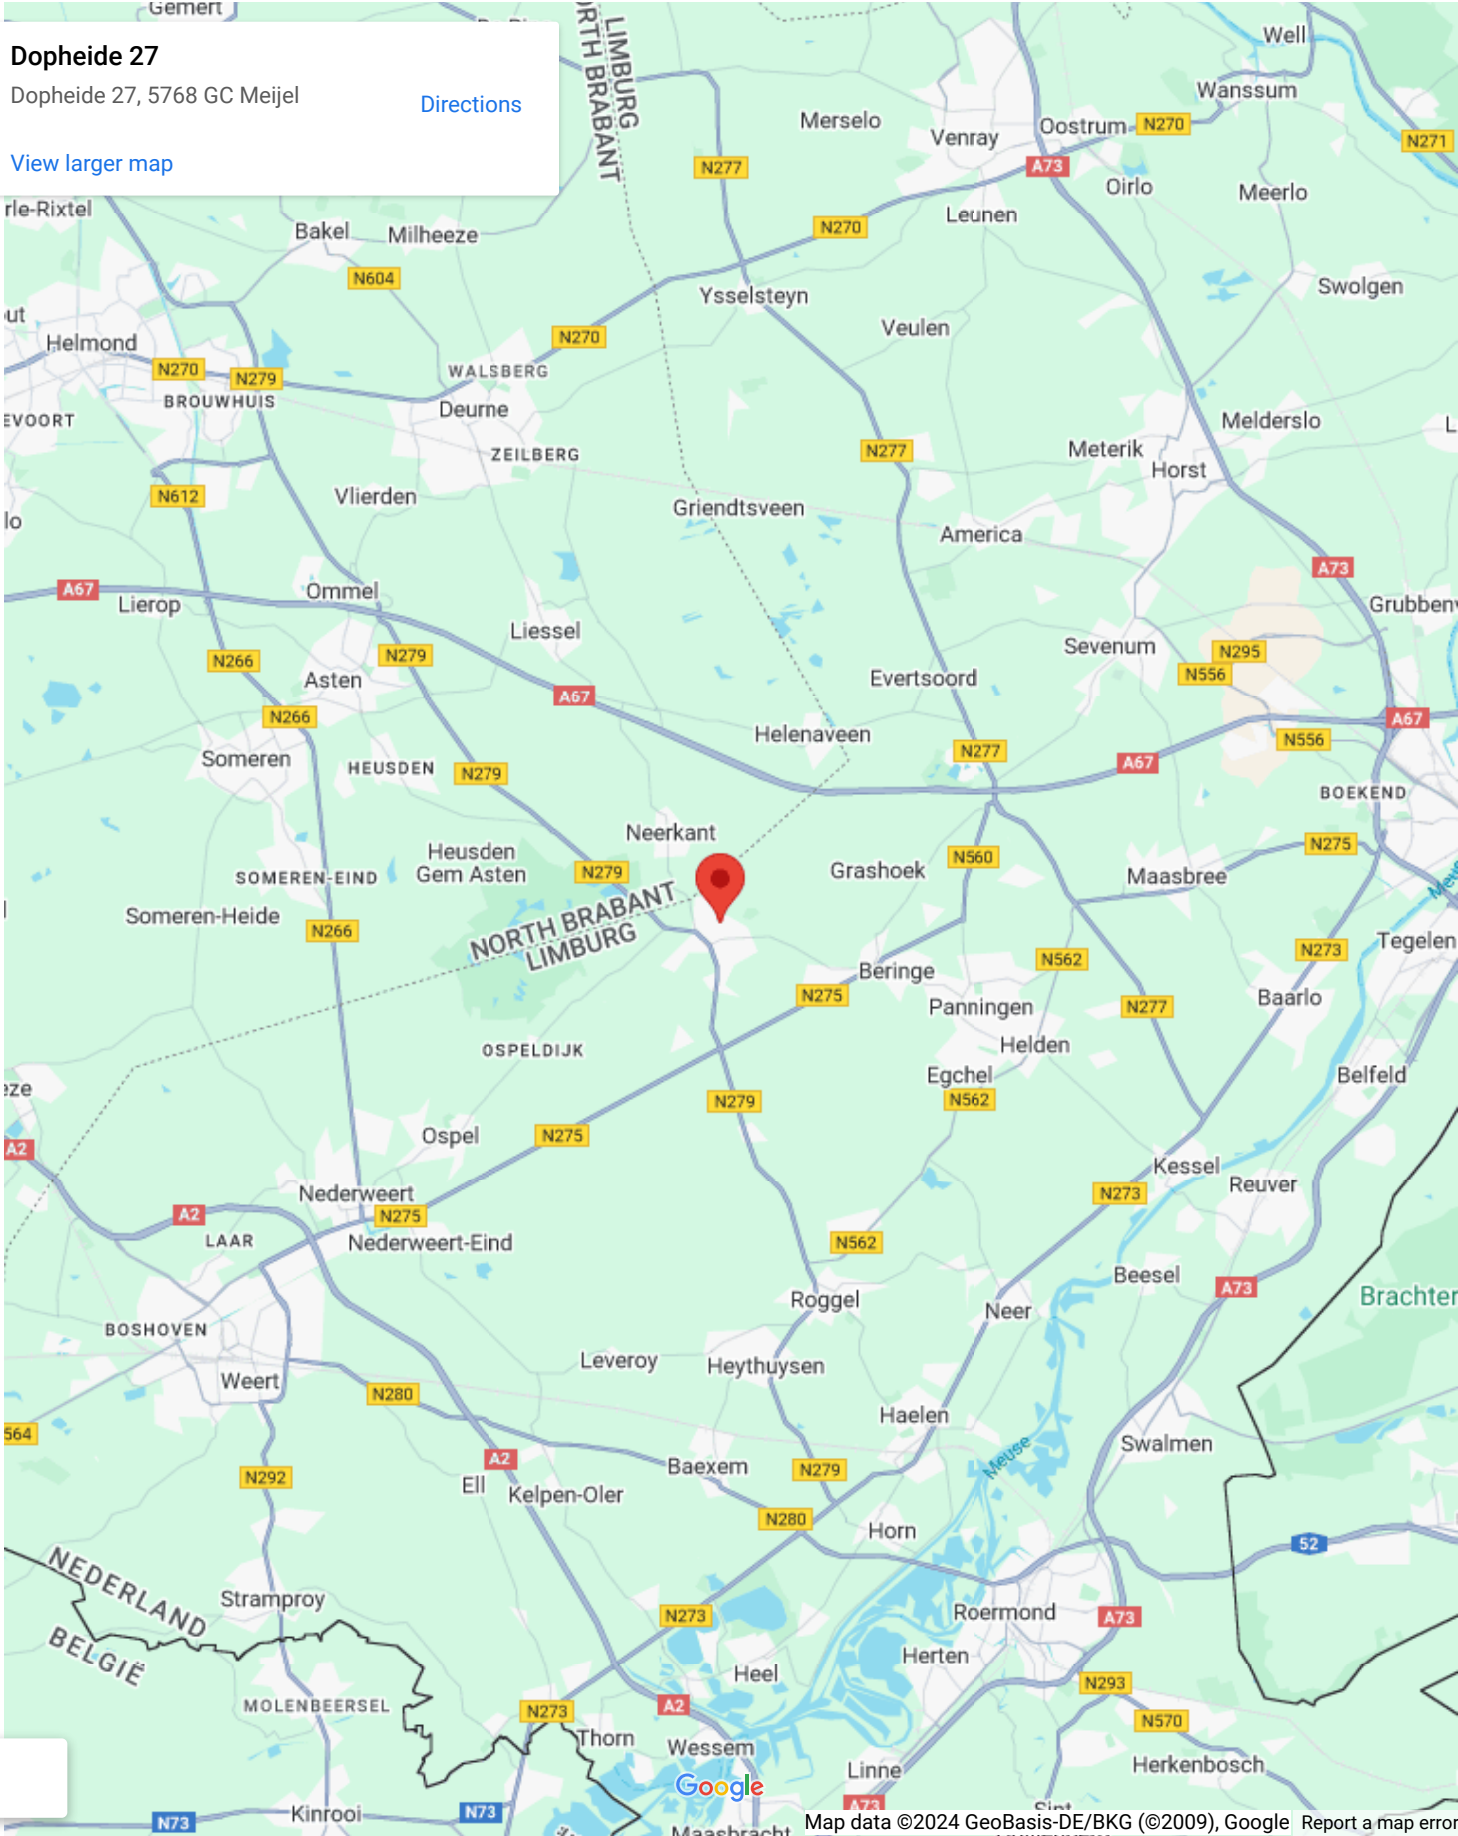 Gemert
Dopheide 27
Dopheide 27, 5768 GC Meijel
Directions
View larger map
LIMBURG
NORTH BRABANT
Well
Wanssum
Merselo
Venray
Oostrum
N270
N271
N277
A73
Oirlo
Meerlo
rle-Rixtel
Bakel
Milheeze
Leunen
N270
N604
Ysselsteyn
Swolgen
Veulen
Helmond
N270
N270
N279
WALSBERG
BROUWHUIS
Deurne
EVOORT
Melderslo
ZEILBERG
N277
Meterik
Horst
N612
Vlierden
Griendtsveen
lo
America
A73
A67
Lierop
Ommel
Grubbenv
Liessel
Sevenum
N295
N266
N279
N556
Asten
Evertsoord
A67
N266
Helenaveen
A67
N277
N556
Someren
HEUSDEN
N279
A67
BOEKEND
Neerkant
N275
Heusden
Gem Asten
N279
Grashoek
N560
Maasbree
SOMEREN-EIND
NORTH BRABANT
LIMBURG
Someren-Heide
N266
N562
N273
Tegelen
Beringe
N275
Baarlo
Panningen
N277
OSPELDIJK
Helden
Egchel
Belfeld
eze
N279
N562
Ospel
N275
A2
Kessel
Reuver
Nederweert
N273
A2
N275
LAAR
Nederweert-Eind
N562
Beesel
A73
Brachter
Roggel
Neer
BOSHOVEN
Leveroy
Heythuysen
Weert
N280
Haelen
564
Swalmen
A2
Meuse
Baexem
N279
N292
Ell
Kelpen-Oler
N280
Horn
52
NEDERLAND
BELGIË
Stramproy
N273
Roermond
A73
Herten
Heel
N293
MOLENBEERSEL
N273
A2
N570
Thorn
Wessem
Herkenbosch
Linne
Google
A73
N73
Kinrooi
N73
Maasbracht
Map data ©2024 GeoBasis-DE/BKG (©2009), Google
Report a map error